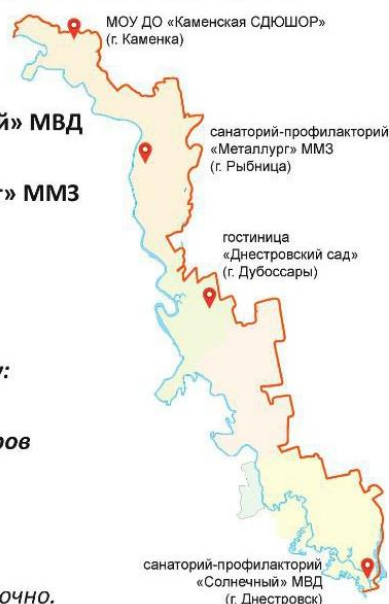 МОУ ДО «Каменская СДЮШОР»
(г. Каменка)
й» МВД
санаторий-профилакторий
«Металлург» ММЗ
(г. Рыбница)
г» ММЗ
гостиница
«Днестровский сад»
(г. Дубоссары)
у:
ров
санаторий-профилакторий
«Солнечный» МВД
(г. Днестровск)
очно.